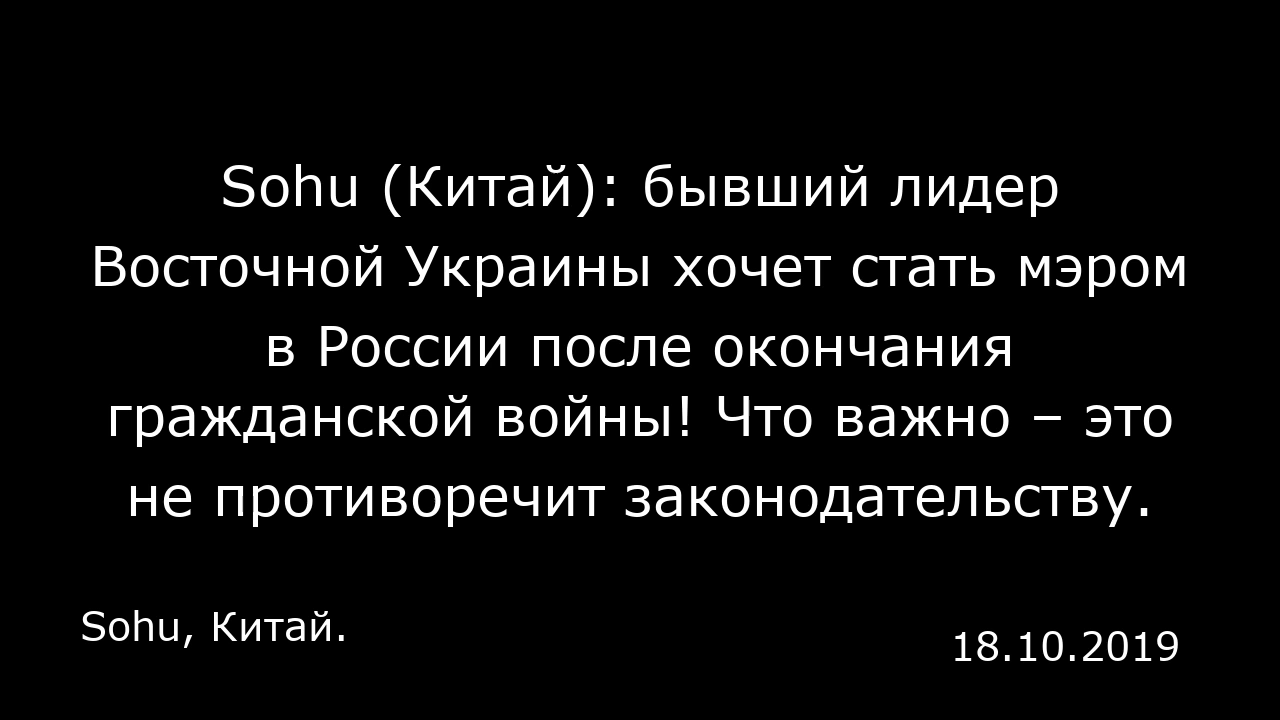 Sohu (Китай): бывший лидер
Восточной Украины хочет стать мэром
в России после окончания
гражданской войны! Что важно – это
не противоречит законодательству.
Sohu, Китай.
18.10.2019